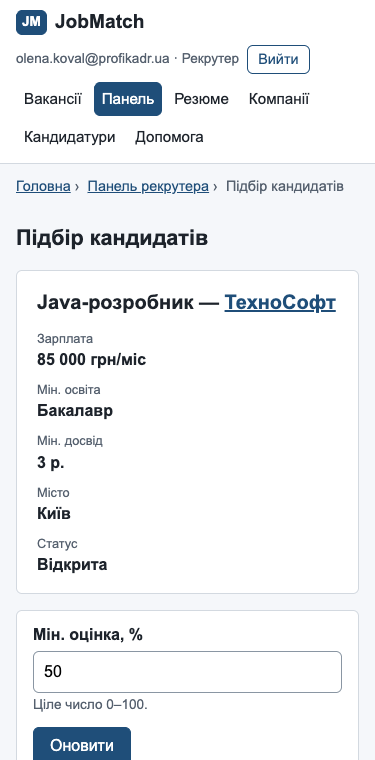 JM JobMatch
olena.koval@profikadr.ua · Рекрутер Вийти
Вакансії Панель Резюме Компанії
Кандидатури Допомога
Головна › Панель рекрутера › Підбір кандидатів
Підбір кандидатів
Java-розробник — ТехноСофт
Зарплата
85 000 грн/міс
Мін. освіта
Бакалавр
Мін. досвід
3 р.
Місто
Київ
Статус
Відкрита
Мін. оцінка, %
50
Ціле число 0–100.
Оновити